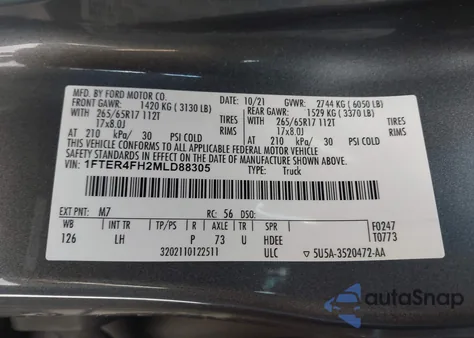 MFD. BY FORD MOTOR CO.
10/21 GVWR: 2744 KG ( 6050 LB)
FRONT GAWR: 1420 KG ( 3130 LB) REAR GAWR: 1529 KG ( 3370 LB)
265/65R17 112T TIRES 265/65R17 112T TIRES
17x8.0J RIMS 17x8.0J RIMS
AT 210 kPa/ 30 PSI COLD AT 210 kPa/ 30 PSI COLD
THIS VEHICLE CONFORMS TO ALL APPLICABLE FEDERAL MOTOR VEHICLE SAFETY
STANDARDS IN EFFECT ON THE DATE OF MANUFACTURE SHOWN ABOVE.
VIN: 1FTER4FH2MLD88305
TYPE: Truck
EXT PNT: M7 RC: 56 DSO:
WB INT TR TP/PS R AXLE TR SPR F0247
126 LH P 73 U HDEE T0773
3202110122511 ULC ▽ 5U5A-3520472-AA
autoSnap